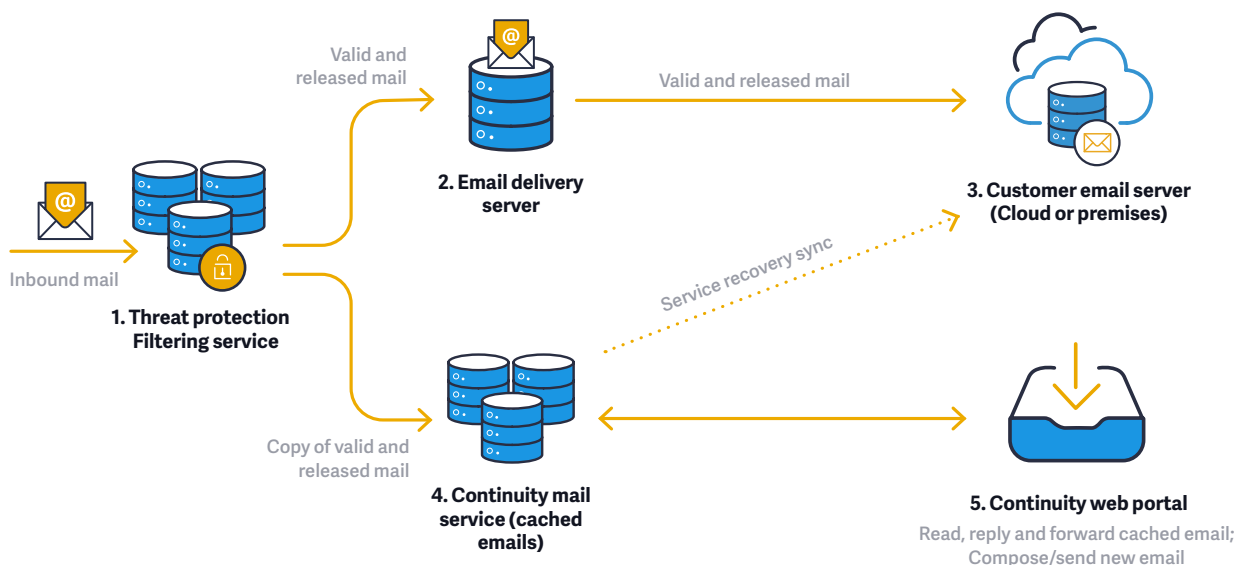 Inbound mail
@
1. Threat protection
Filtering service
Valid and
released mail
@
2. Email delivery
server
Valid and released mail
3. Customer email server
(Cloud or premises)
Service recovery sync
Copy of valid and
released mail
4. Continuity mail
service (cached
emails)
5. Continuity web portal
Read, reply and forward cached email;
Compose/send new email